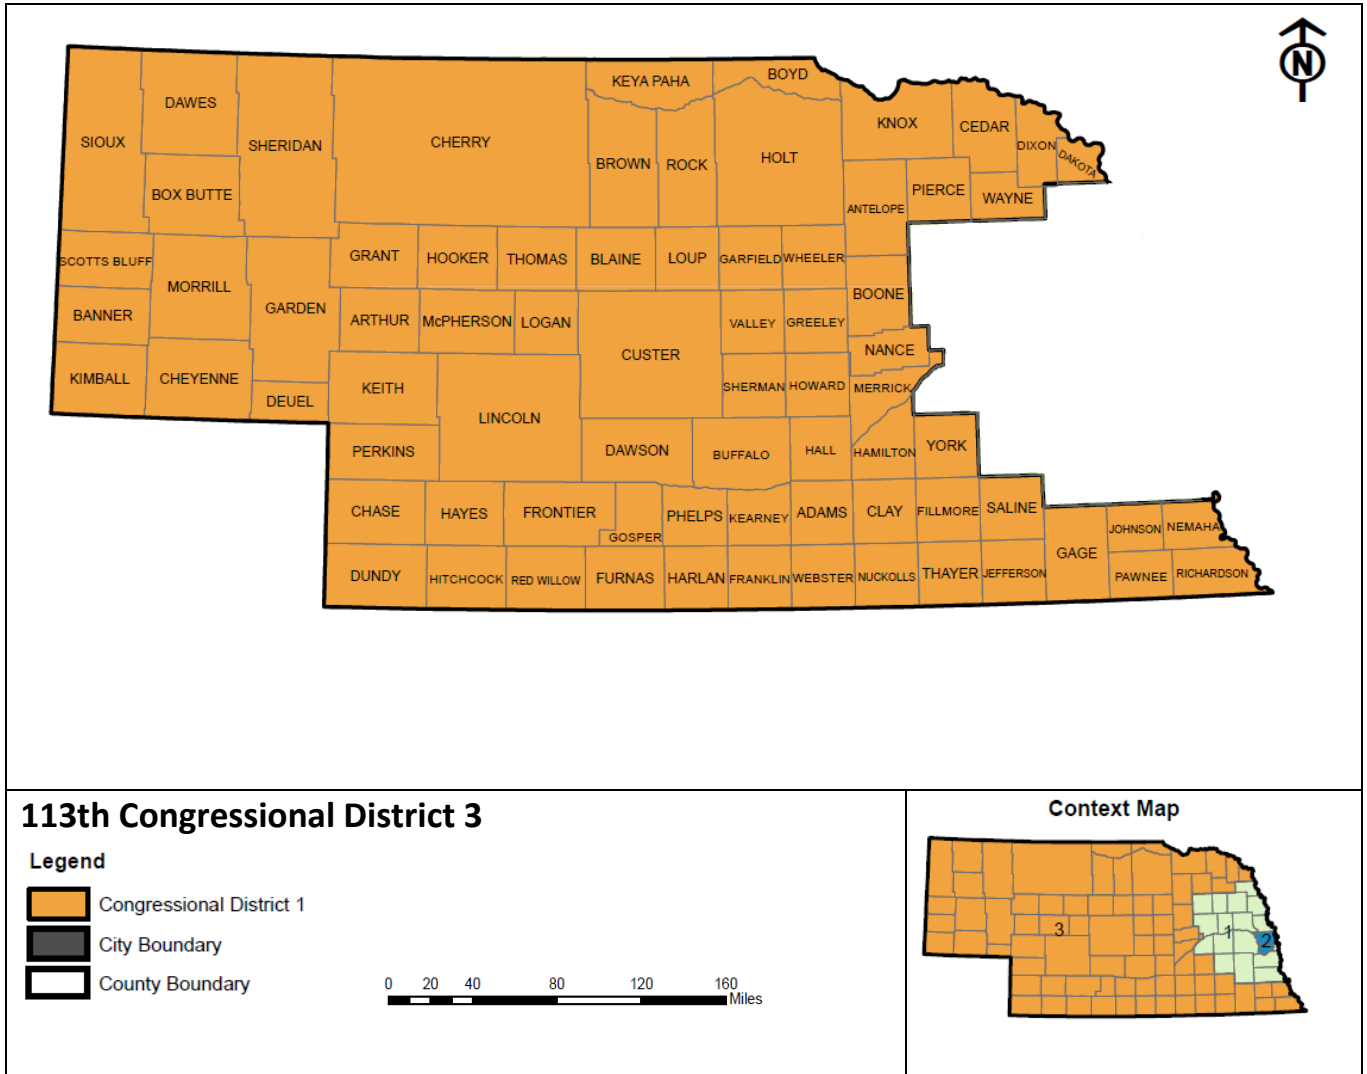 N
KEYA PAHA
BOYD
DAWES
SIOUX
SHERIDAN
CHERRY
BROWN
ROCK
HOLT
KNOX
CEDAR
DIXON
DAKOTA
BOX BUTTE
ANTELOPE
PIERCE
WAYNE
SCOTTS BLUFF
MORRILL
GARDEN
GRANT
HOOKER
THOMAS
BLAINE
LOUP
GARFIELD
WHEELER
BANNER
ARTHUR
McPHERSON
LOGAN
CUSTER
VALLEY
GREELEY
BOONE
NANCE
KIMBALL
CHEYENNE
DEUEL
KEITH
LINCOLN
SHERMAN
HOWARD
MERRICK
PERKINS
DAWSON
BUFFALO
HALL
HAMILTON
YORK
CHASE
HAYES
FRONTIER
GOSPER
PHELPS
KEARNEY
ADAMS
CLAY
FILLMORE
SALINE
GAGE
JOHNSON
NEMAHA
DUNDY
HITCHCOCK
RED WILLOW
FURNAS
HARLAN
FRANKLIN
WEBSTER
NUCKOLLS
THAYER
JEFFERSON
PAWNEE
RICHARDSON
113th Congressional District 3
Legend
Congressional District 1
City Boundary
County Boundary
0 20 40 80 120 160
Miles
Context Map
3
1
2